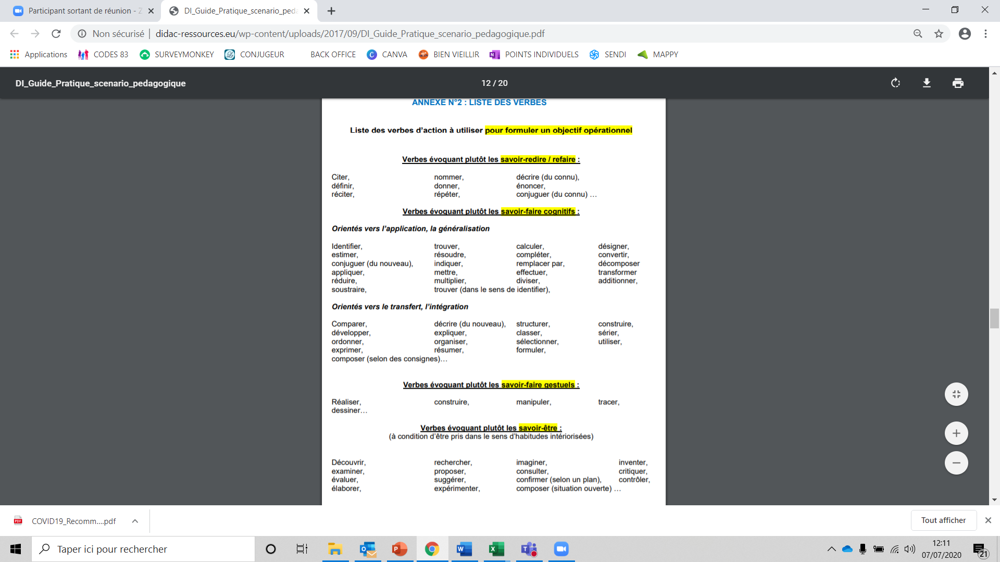 Participant sortant de réunion - Z
DI_Guide_Pratique_scenario_peda
Non sécurisé | didac-ressources.eu/wp-content/uploads/2017/09/DI_Guide_Pratique_scenario_pedagogique.pdf
Applications CODES 83 SURVEYMONKEY CONJUGEUR BACK OFFICE CANVA BIEN VIEILLIR POINTS INDIVIDUELS SENDI MAPPY
DI_Guide_Pratique_scenario_pedagogique 12 / 20
ANNEXE N°2 : LISTE DES VERBES
Liste des verbes d'action à utiliser pour formuler un objectif opérationnel
Verbes évoquant plutôt les savoir-redire / refaire :
Citer, nommer, décrire (du connu),
définir, donner, énoncer,
réciter, répéter, conjuguer (du connu) …
Verbes évoquant plutôt les savoir-faire cognitifs :
Orientés vers l'application, la généralisation
Identifier, trouver, calculer, désigner,
estimer, résoudre, compléter, convertir,
conjuguer (du nouveau), indiquer, remplacer par, décomposer
appliquer, mettre, effectuer, transformer
réduire, multiplier, diviser, additionner,
soustraire, trouver (dans le sens de identifier),
Orientés vers le transfert, l'intégration
Comparer, décrire (du nouveau), structurer, construire,
développer, expliquer, classer, sérier,
ordonner, organiser, sélectionner, utiliser,
exprimer, résumer, formuler,
composer (selon des consignes)…
Verbes évoquant plutôt les savoir-faire gestuels :
Réaliser, construire, manipuler, tracer,
dessiner…
Verbes évoquant plutôt les savoir-être :
(à condition d'être pris dans le sens d'habitudes intériorisées)
Découvrir, rechercher, imaginer, inventer,
examiner, proposer, consulter, critiquer,
évaluer, suggérer, confirmer (selon un plan), contrôler,
élaborer, expérimenter, composer (situation ouverte) …
COVID19_Recomm....pdf
Tout afficher
Taper ici pour rechercher
12:11
07/07/2020
21